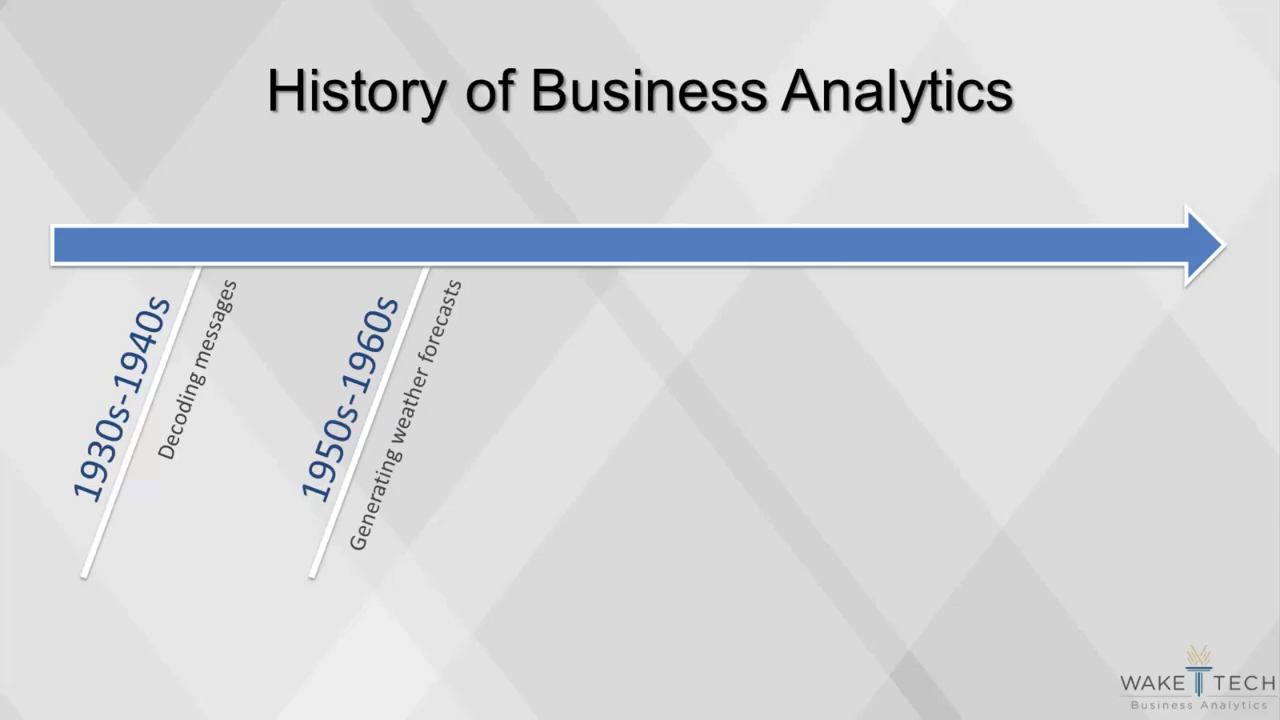 History of Business Analytics
1930s-1940s
Decoding messages
1950s-1960s
Generating weather forecasts
WAKE TECH
Business Analytics